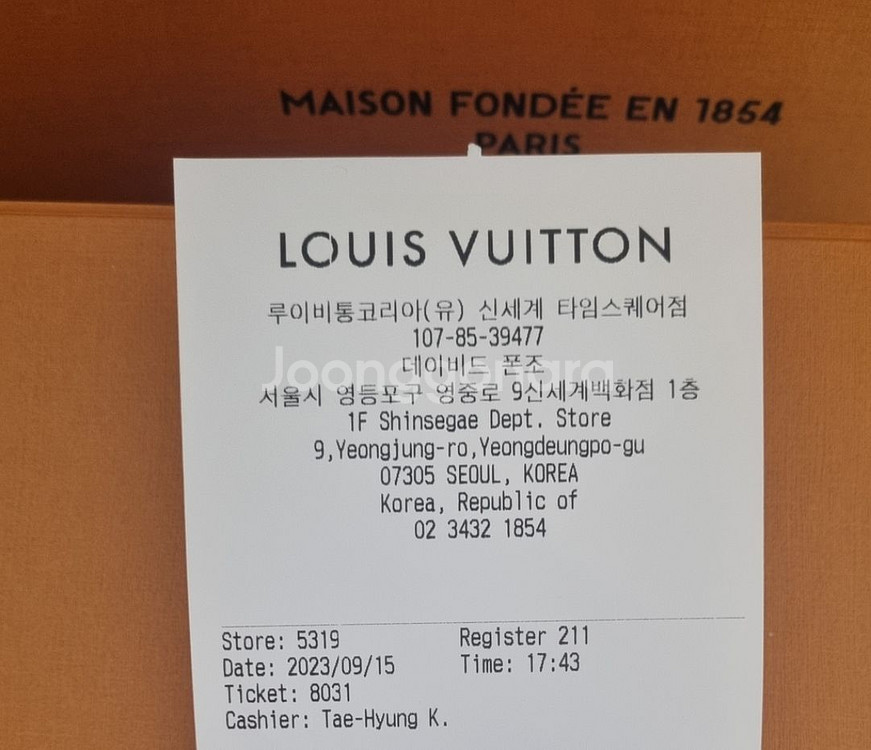 MAISON FONDÉE EN 1854
PARIS
LOUIS VUITTON
루이비통코리아(유) 신세계 타임스퀘어점
107-85-39477
데이비드 폰조
Joonggonara
서울시 영등포구 영중로 9신세계백화점 1층
1F Shinsegae Dept. Store
9,Yeongjung-ro,Yeongdeungpo-gu
07305 SEOUL, KOREA
Korea, Republic of
02 3432 1854
Store: 5319 Register 211
Date: 2023/09/15 Time: 17:43
Ticket: 8031
Cashier: Tae-Hyung K.